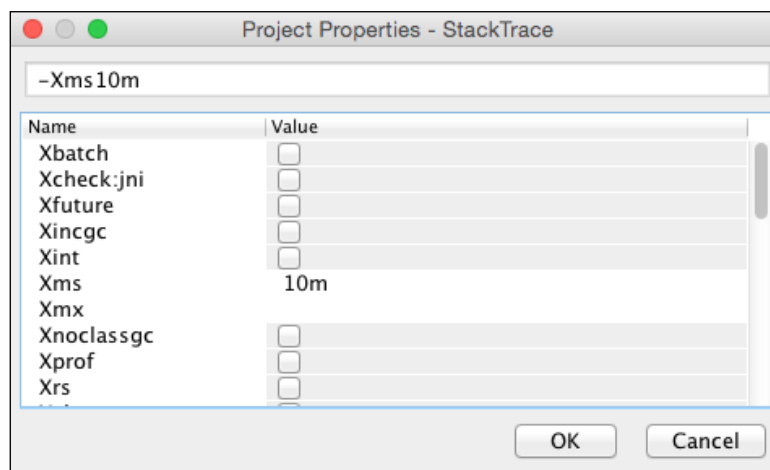 Project Properties - StackTrace
-Xms10m
Name Value
Xbatch
Xcheck:jni
Xfuture
Xincgc
Xint
Xms 10m
Xmx
Xnoclassgc
Xprof
Xrs
OK Cancel